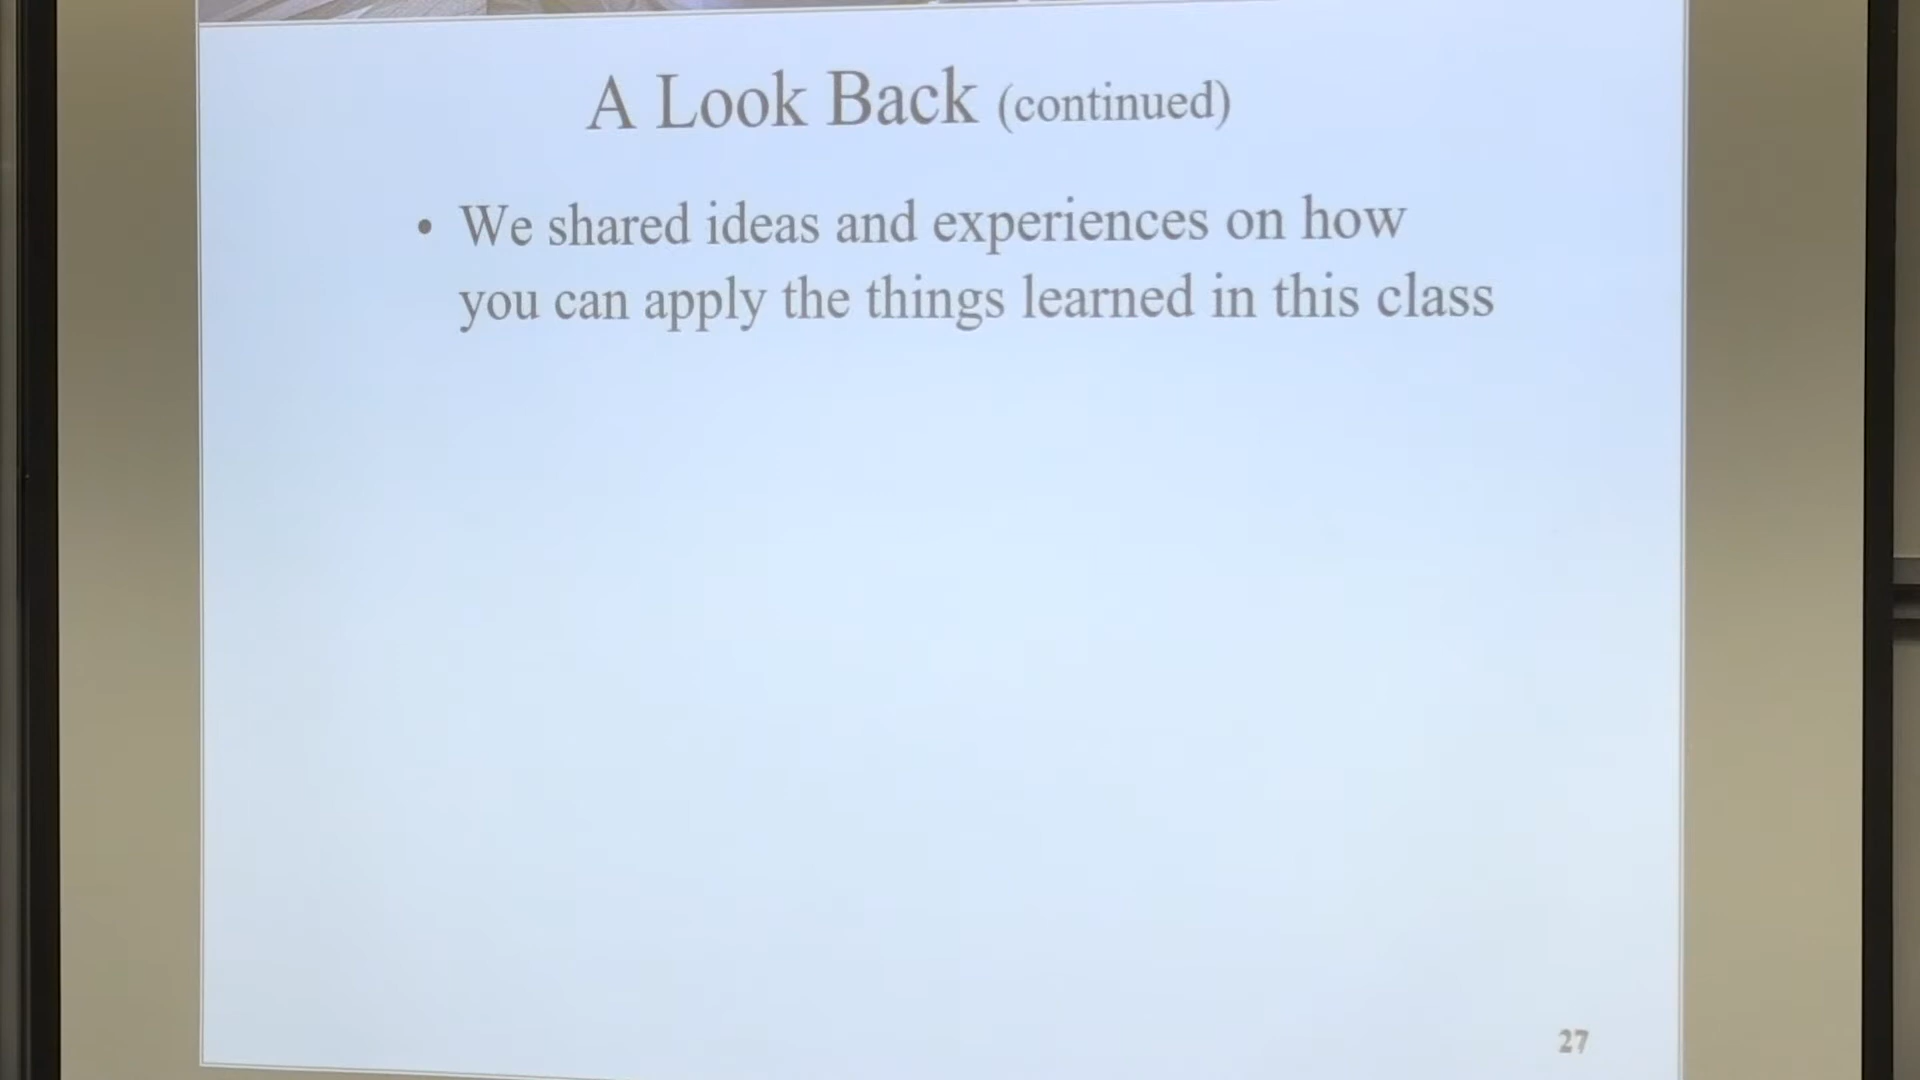 A Look Back (continued)
• We shared ideas and experiences on how
you can apply the things learned in this class
27